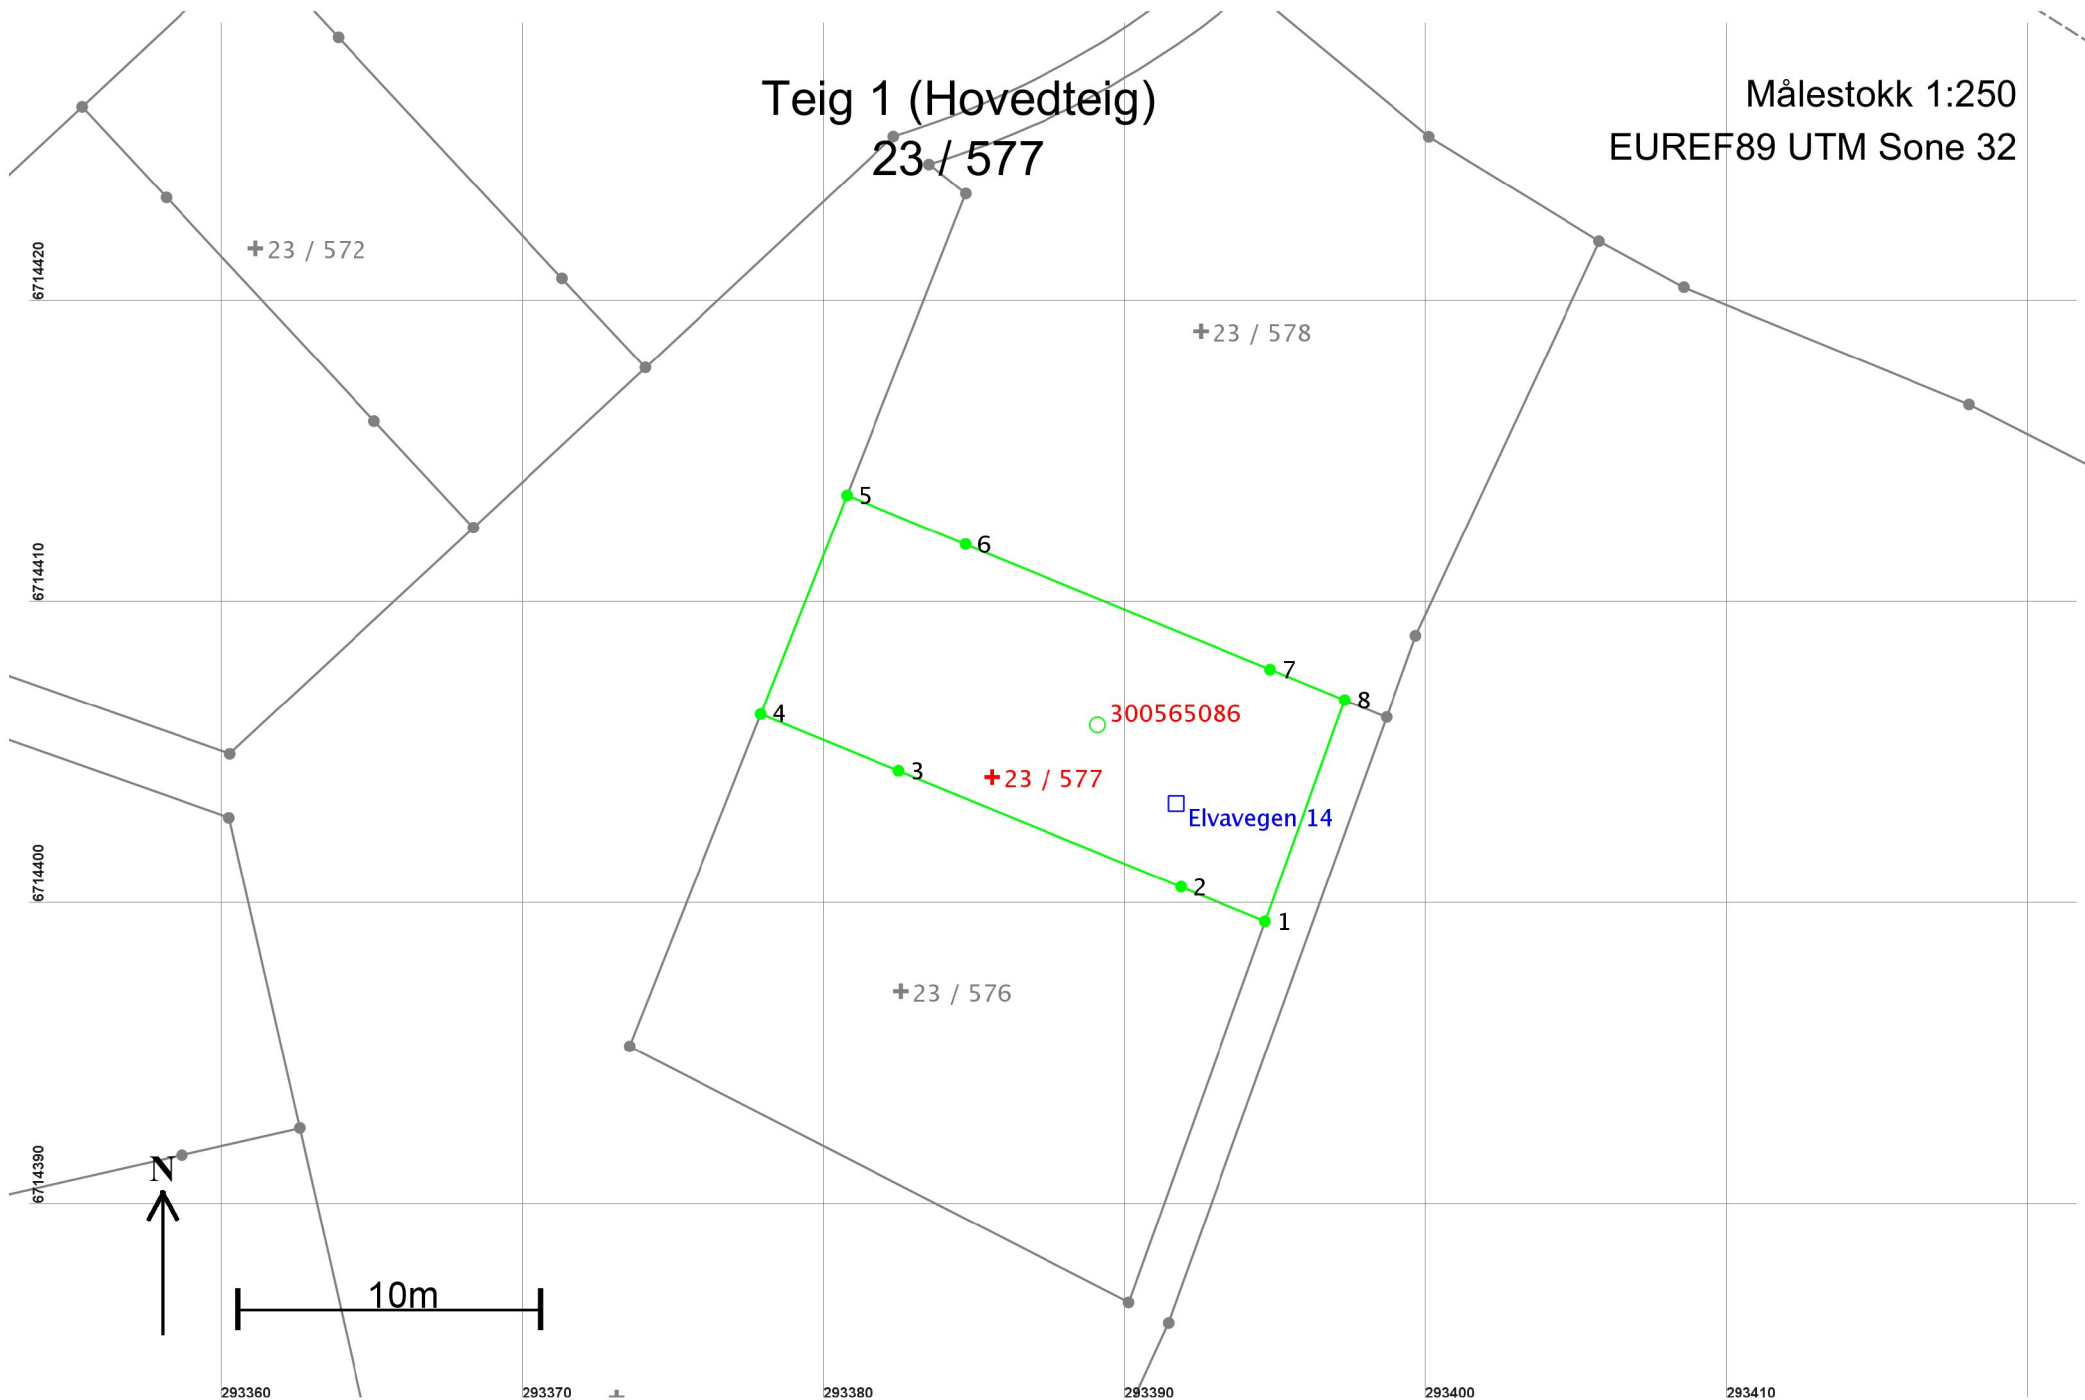 Teig 1 (Hovedteig)
23 / 577
Målestokk 1:250
EUREF89 UTM Sone 32
23 / 572
6714420
23 / 578
5
6
6714410
7
8
4
300565086
3
23 / 577
Elvavegen 14
6714400
2
1
23 / 576
6714390
N
10m
293360
293370
293380
293390
293400
293410